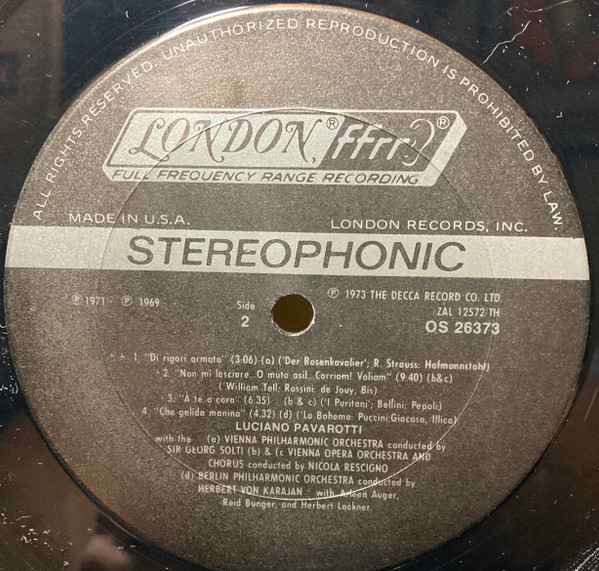 ALL RIGHTS RESERVED. UNAUTHORIZED REPRODUCTION IS PROHIBITED BY LAW.
LONDON,® ffrr®
FULL FREQUENCY RANGE RECORDING
MADE IN U.S.A. LONDON RECORDS, INC.
STEREOPHONIC
℗ 1971 · ℗ 1969 · Side ℗ 1973 THE DECCA RECORD CO. LTD.
2 ZAL 12572/TH
OS 26373
1. "Di rigori armato" (3.06) (a) ('Der Rosenkavalier'; R. Strauss: Hofmannstahl)
2. "Non mi lasciare...O muto asil...Corriam! Voliam" (9.40) (b&c)
('William Tell; Rossini: de Jouy, Bis)
3. "A te o cara" (6.35) (b & c) ('I Puritani'; Bellini: Pepoli)
4. "Che gelida manina" (4.32) (d) ('La Boheme: Puccini:Giacosa, Illica)
LUCIANO PAVAROTTI
with the (a) VIENNA PHILHARMONIC ORCHESTRA conducted by
SIR GEORG SOLTI (b) & (c VIENNA OPERA ORCHESTRA AND
CHORUS conducted by NICOLA RESCIGNO
(d) BERLIN PHILHARMONIC ORCHESTRA conducted by
HERBERT VON KARAJAN - with Arleen Auger,
Reid Bunger, and Herbert Lackner